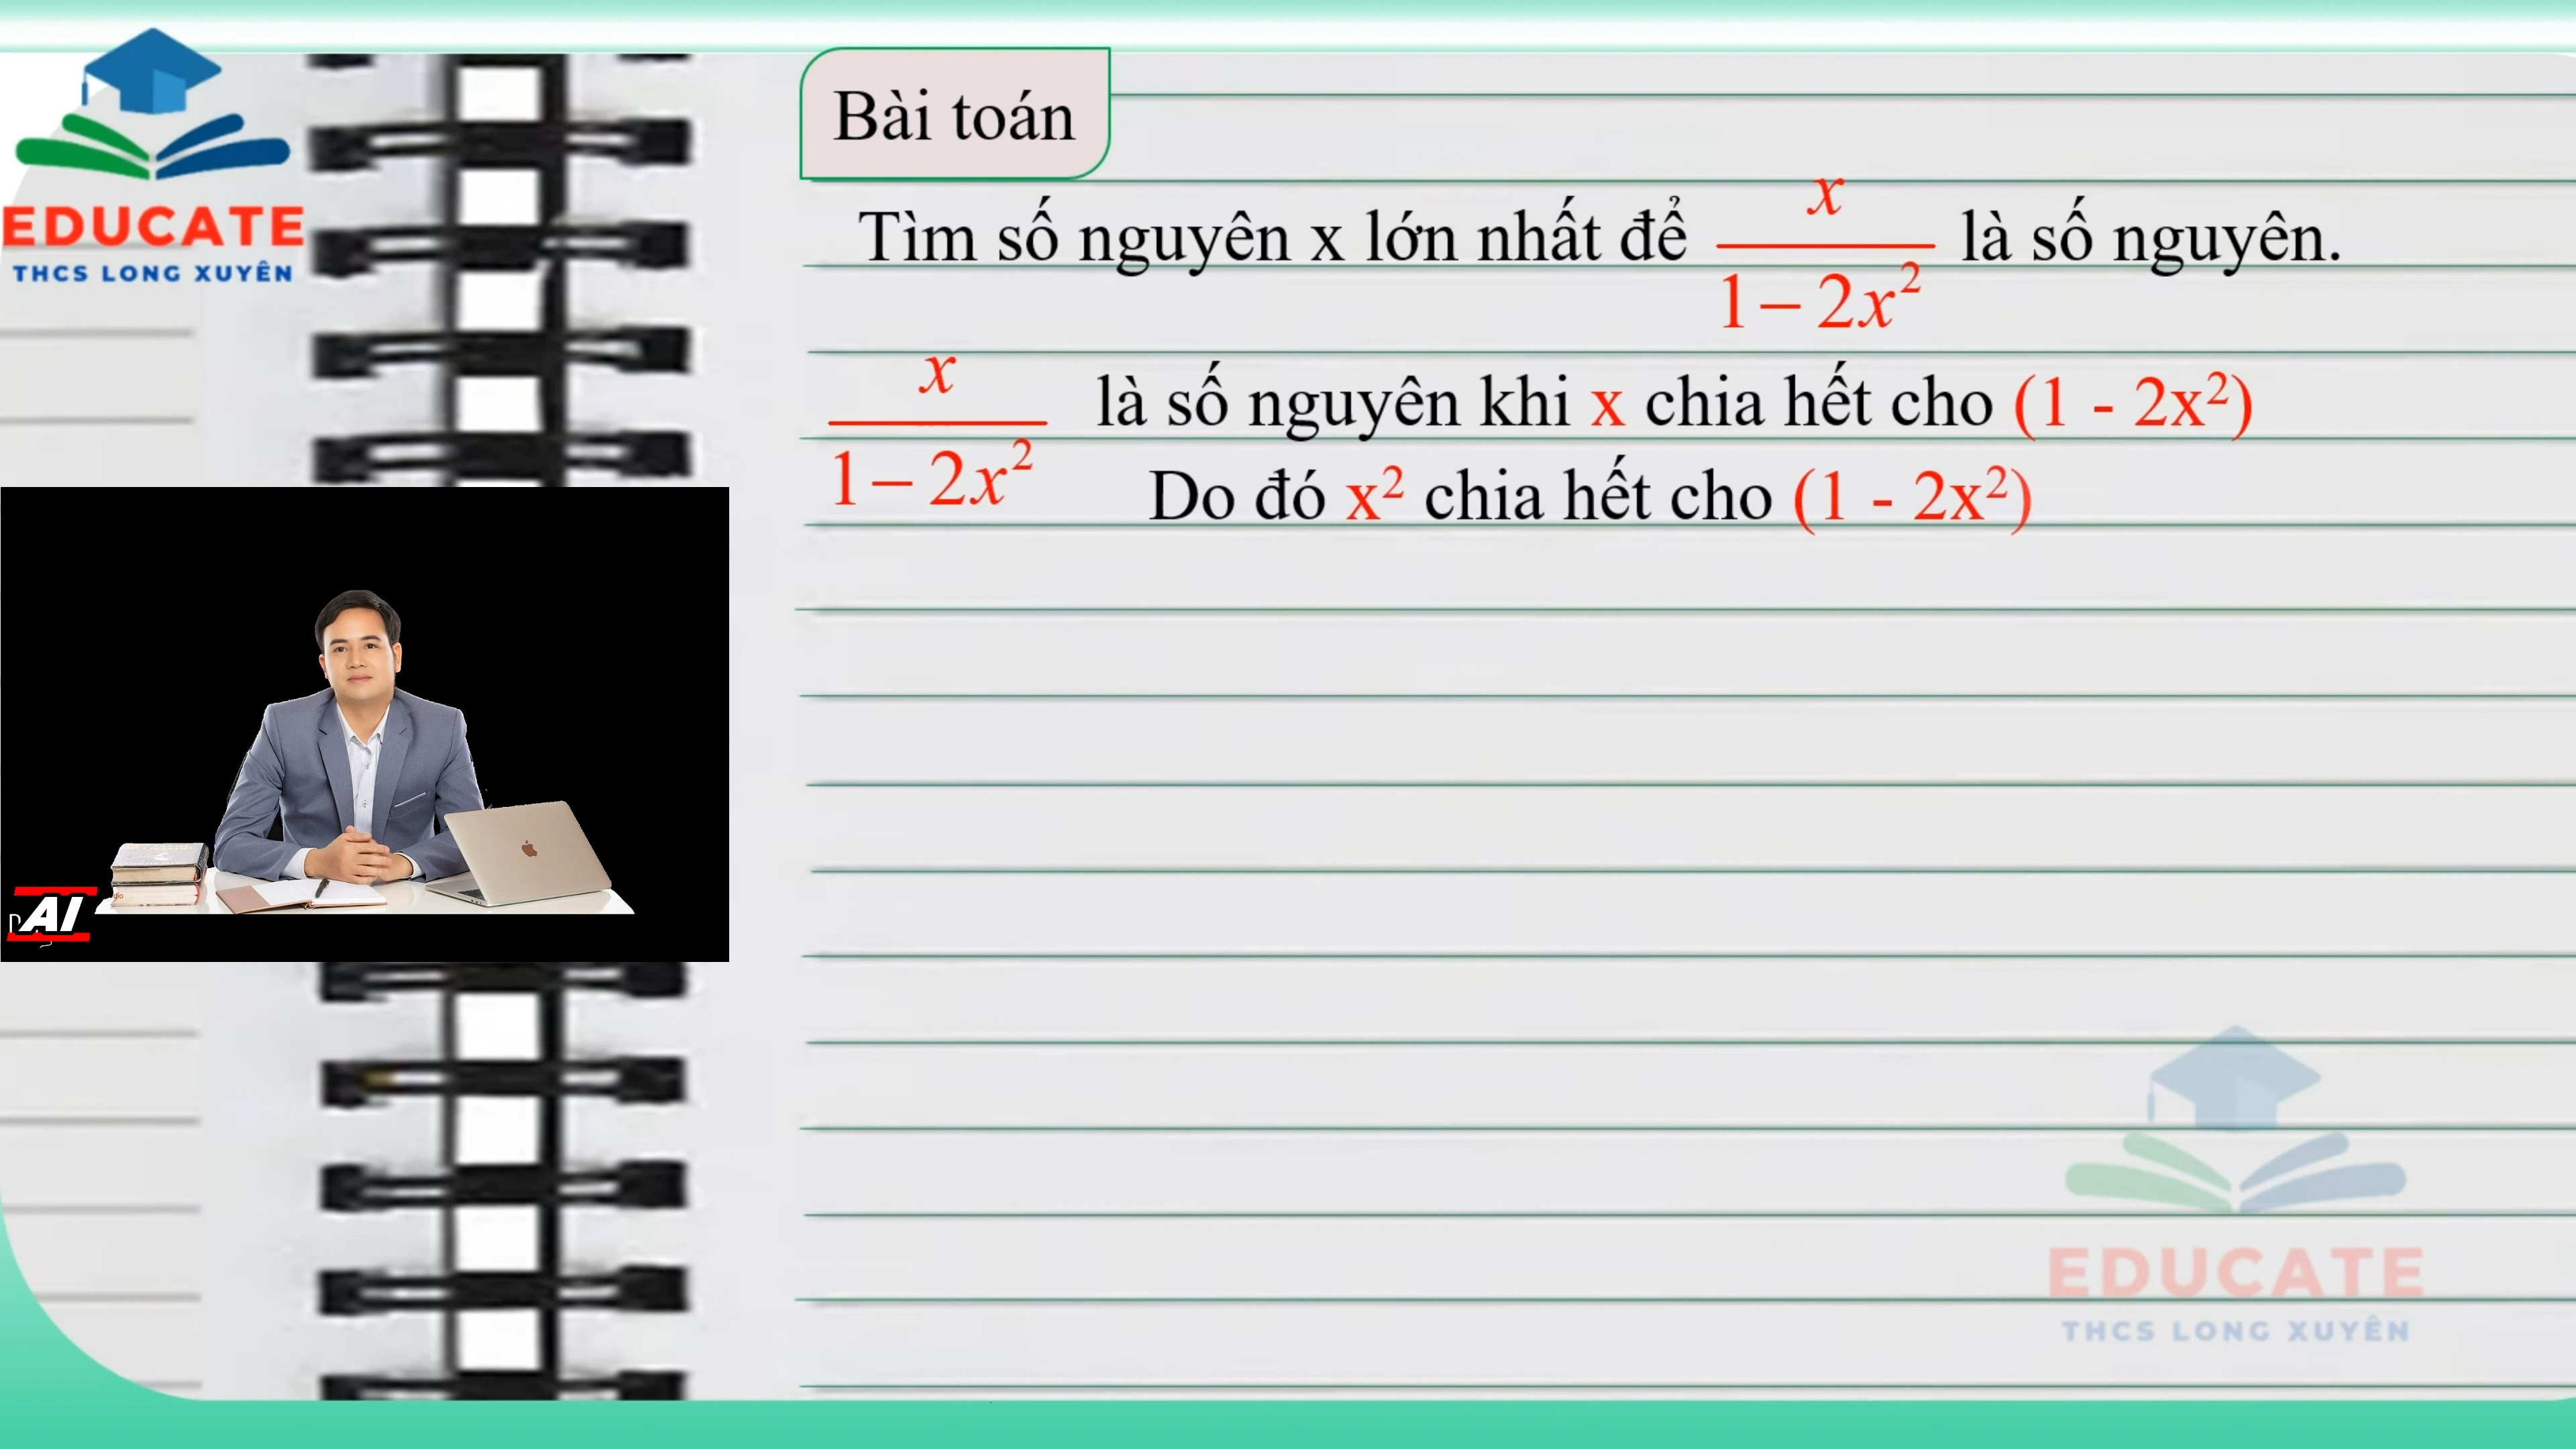 EDUCATE
THCS LONG XUYÊN
Bài toán
Tìm số nguyên x lớn nhất để x/(1 − 2x²) là số nguyên.
x/(1 − 2x²) là số nguyên khi x chia hết cho (1 - 2x²)
Do đó x² chia hết cho (1 - 2x²)
AI
EDUCATE
THCS LONG XUYÊN